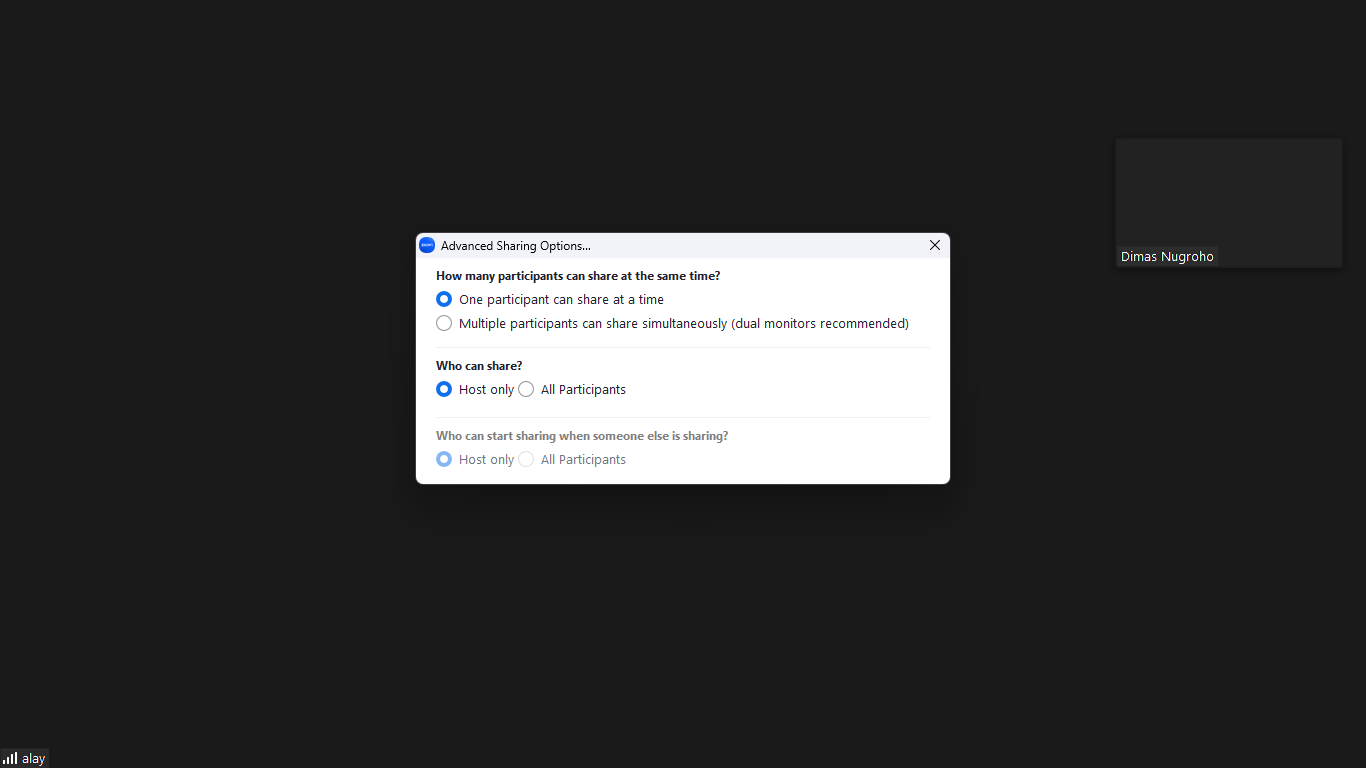 Advanced Sharing Options...
How many participants can share at the same time?
One participant can share at a time
Multiple participants can share simultaneously (dual monitors recommended)
Who can share?
Host only All Participants
Who can start sharing when someone else is sharing?
Host only All Participants
Dimas Nugroho
alay